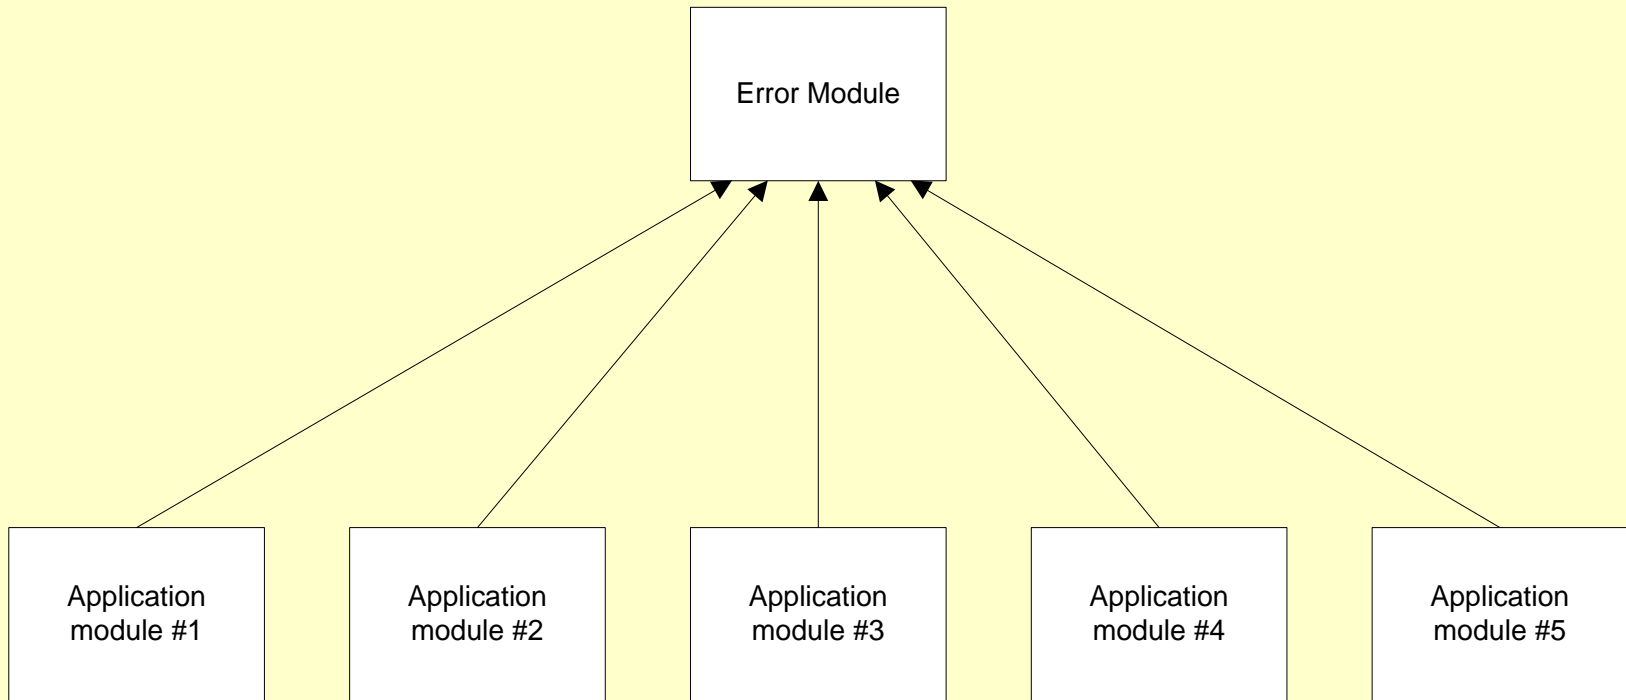 Error Module
Application
module #1
Application
module #2
Application
module #3
Application
module #4
Application
module #5